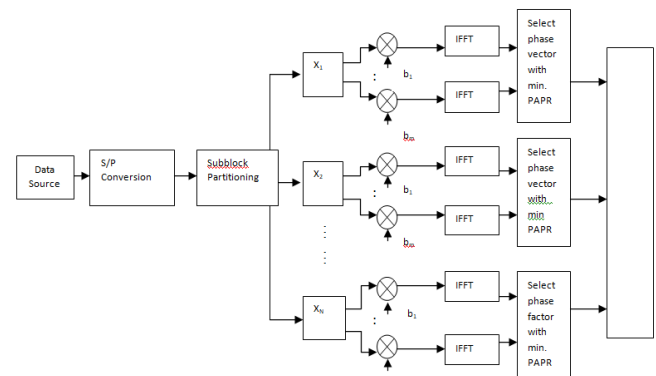 Data
Source
S/P
Conversion
Subblock
Partitioning
X₁
b₁
:
bₘ
IFFT
IFFT
Select
phase
vector
with
min.
PAPR
X₂
b₁
:
bₘ
IFFT
IFFT
Select
phase
vector
with
min
PAPR
X_N
b₁
:
IFFT
IFFT
Select
phase
factor
with
min.
PAPR